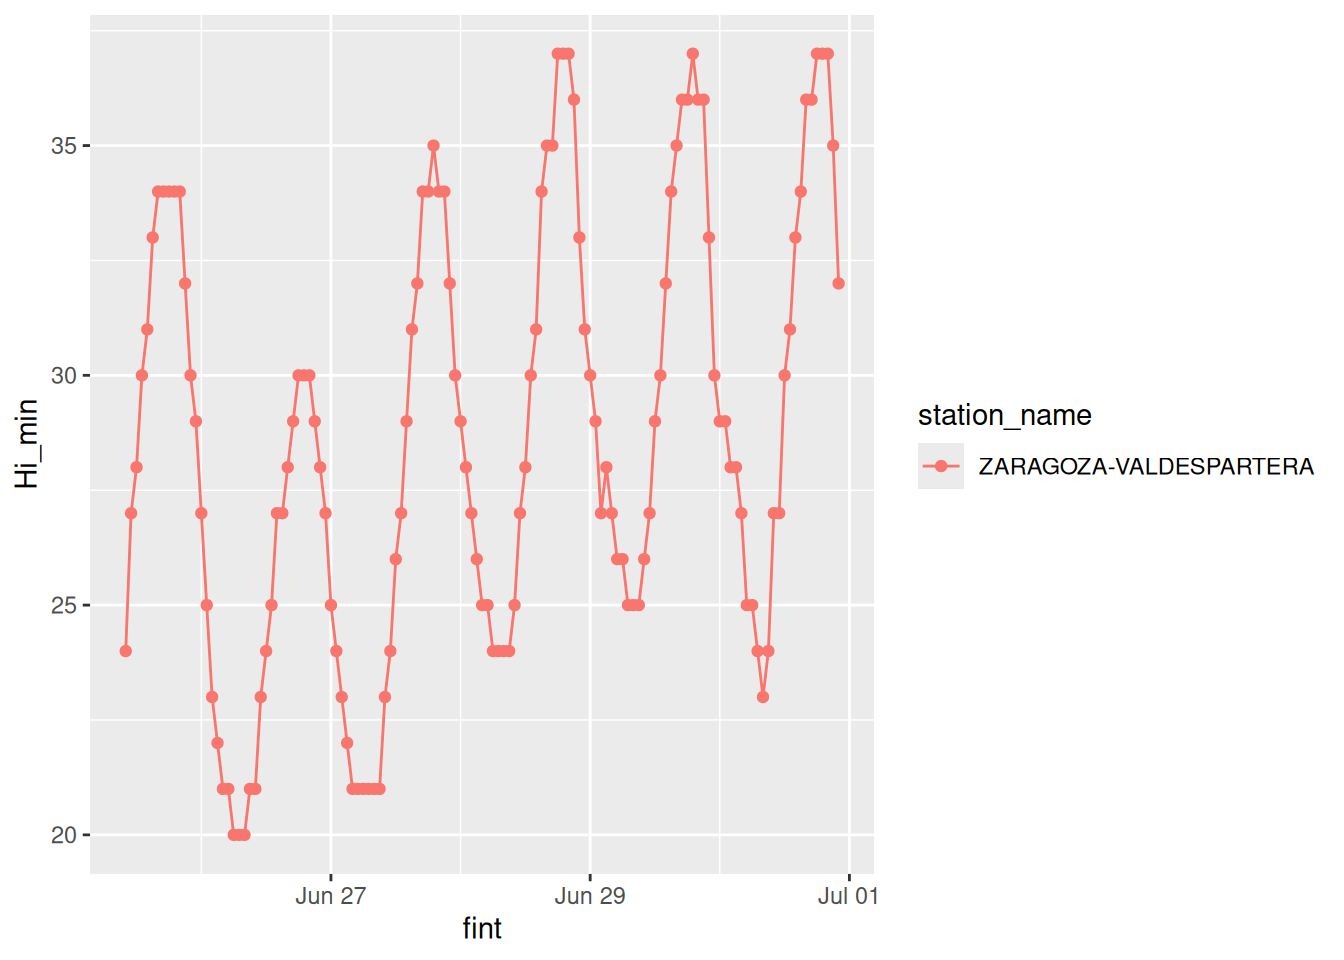 35
30
25
20
Hi_min
Jun 27
Jun 29
Jul 01
fint
station_name
ZARAGOZA-VALDESPARTERA